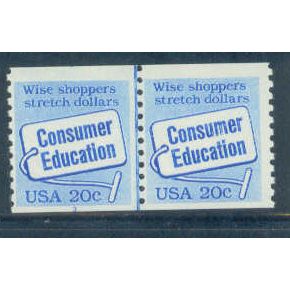 Wise shoppers
stretch dollars
Consumer
Education
USA 20c
Wise shoppers
stretch dollars
Consumer
Education
USA 20c